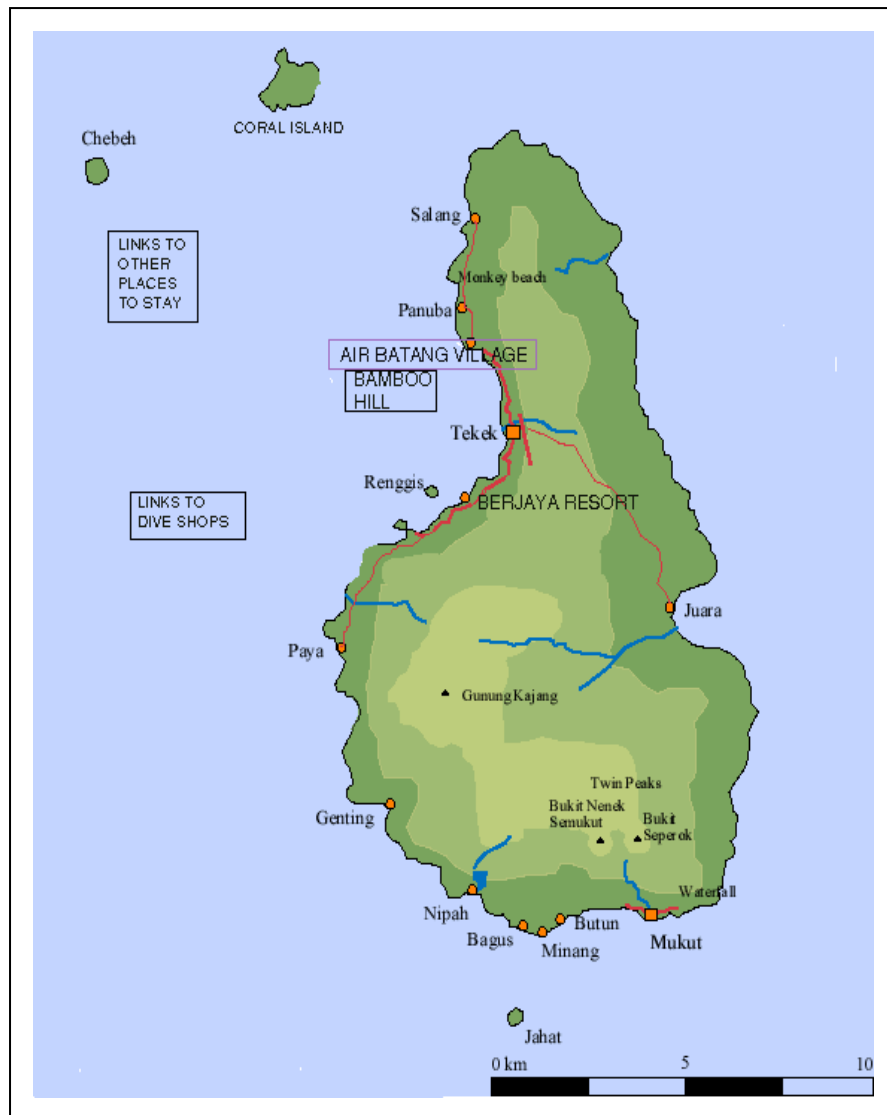 CORAL ISLAND
Chebeh
Salang
LINKS TO
OTHER
PLACES
TO STAY
Monkey beach
Panuba
AIR BATANG VILLAGE
BAMBOO
HILL
Tekek
Renggis
BERJAYA RESORT
LINKS TO
DIVE SHOPS
Juara
Paya
Gunung Kajang
Twin Peaks
Bukit Nenek
Semukut
Bukit
Seperok
Genting
Waterfall
Nipah
Butun
Bagus
Minang
Mukut
Jahat
0 km
5
10